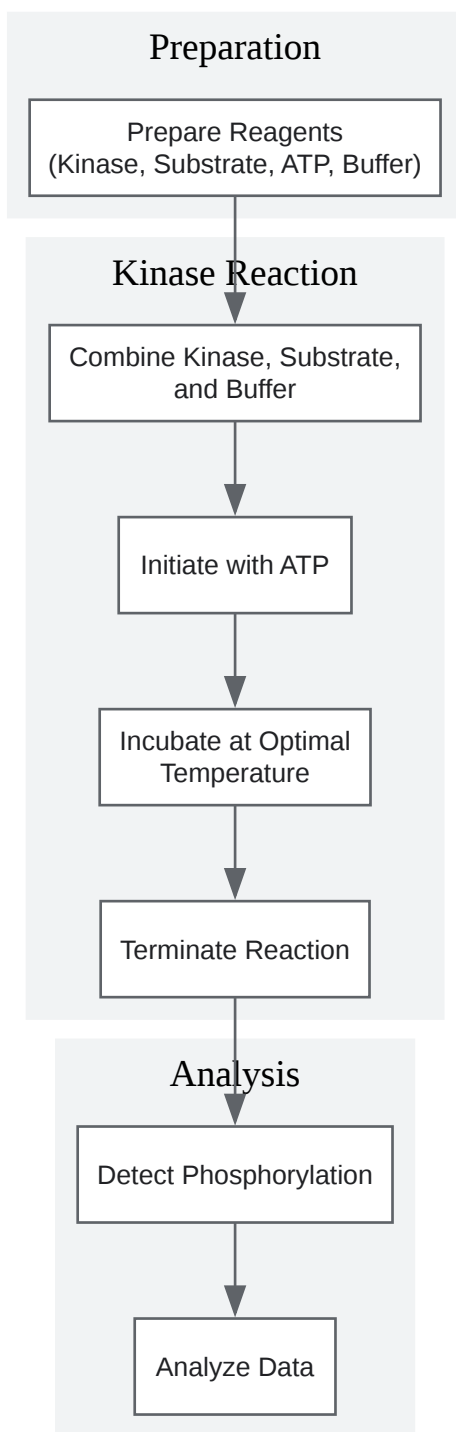 Preparation
Prepare Reagents
(Kinase, Substrate, ATP, Buffer)
Kinase Reaction
Combine Kinase, Substrate,
and Buffer
Initiate with ATP
Incubate at Optimal
Temperature
Terminate Reaction
Analysis
Detect Phosphorylation
Analyze Data